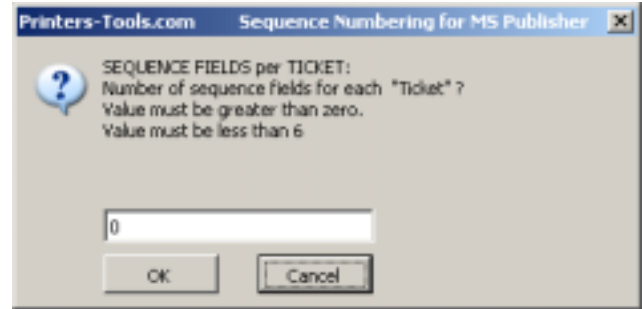 Printers-Tools.com Sequence Numbering for MS Publisher
SEQUENCE FIELDS per TICKET:
Number of sequence fields for each "Ticket" ?
Value must be greater than zero.
Value must be less than 6
0
OK
Cancel